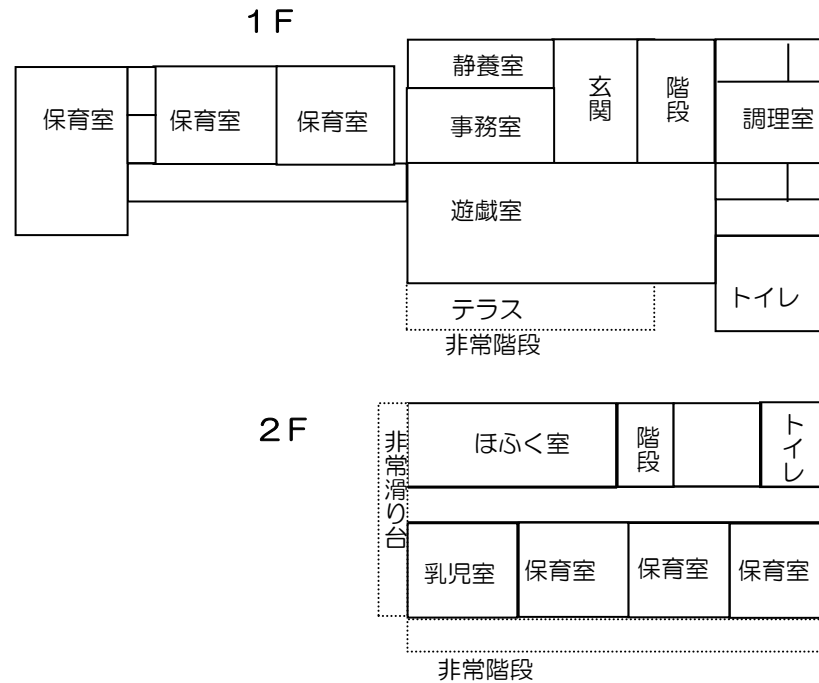 １Ｆ
静養室
玄関
階段
保育室
保育室
保育室
事務室
調理室
遊戯室
トイレ
テラス
非常階段
２Ｆ
非常滑り台
ほふく室
階段
トイレ
乳児室
保育室
保育室
保育室
非常階段